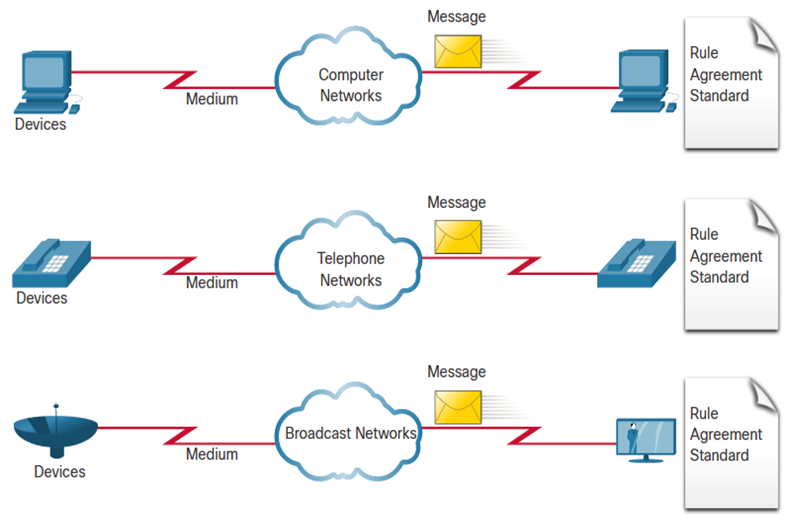 Message
Computer
Networks
Medium
Devices
Rule
Agreement
Standard
Message
Telephone
Networks
Medium
Devices
Rule
Agreement
Standard
Message
Broadcast Networks
Medium
Devices
Rule
Agreement
Standard